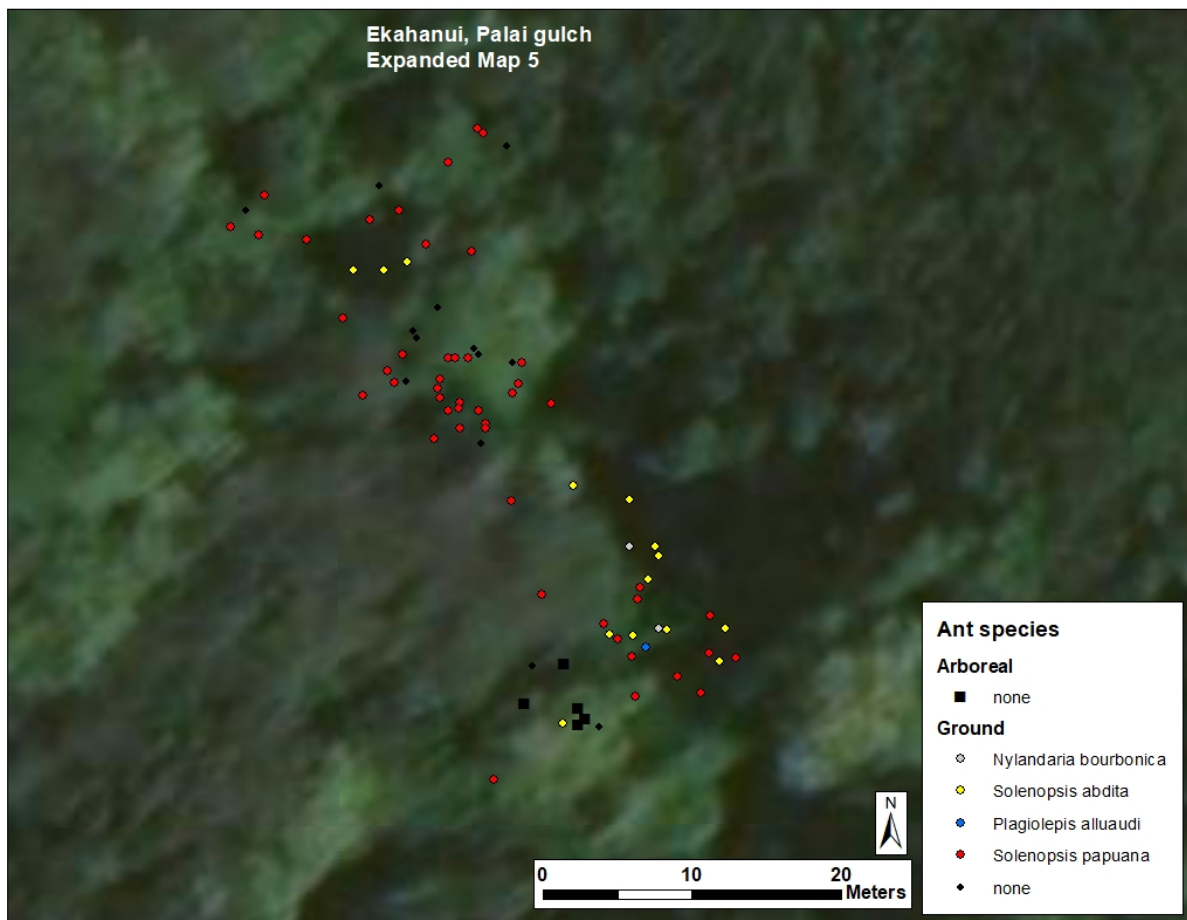 Ekahanui, Palai gulch
Expanded Map 5
Ant species
Arboreal
none
Ground
Nylandaria bourbonica
Solenopsis abdita
Plagiolepis alluaudi
Solenopsis papuana
none
N
0 10 20
Meters